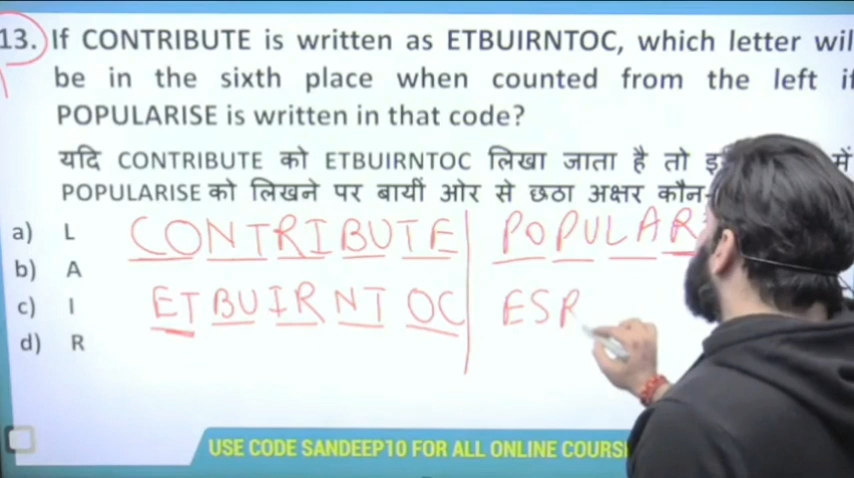 13. If CONTRIBUTE is written as ETBUIRNTOC, which letter wil
be in the sixth place when counted from the left if
POPULARISE is written in that code?
यदि CONTRIBUTE को ETBUIRNTOC लिखा जाता है तो में
POPULARISE को लिखने पर बायीं ओर से छठा अक्षर कौन
a) L
b) A
c) I
d) R
CONTRIBUTE POPULAR
ETBUIRNTOC ESR
USE CODE SANDEEP10 FOR ALL ONLINE